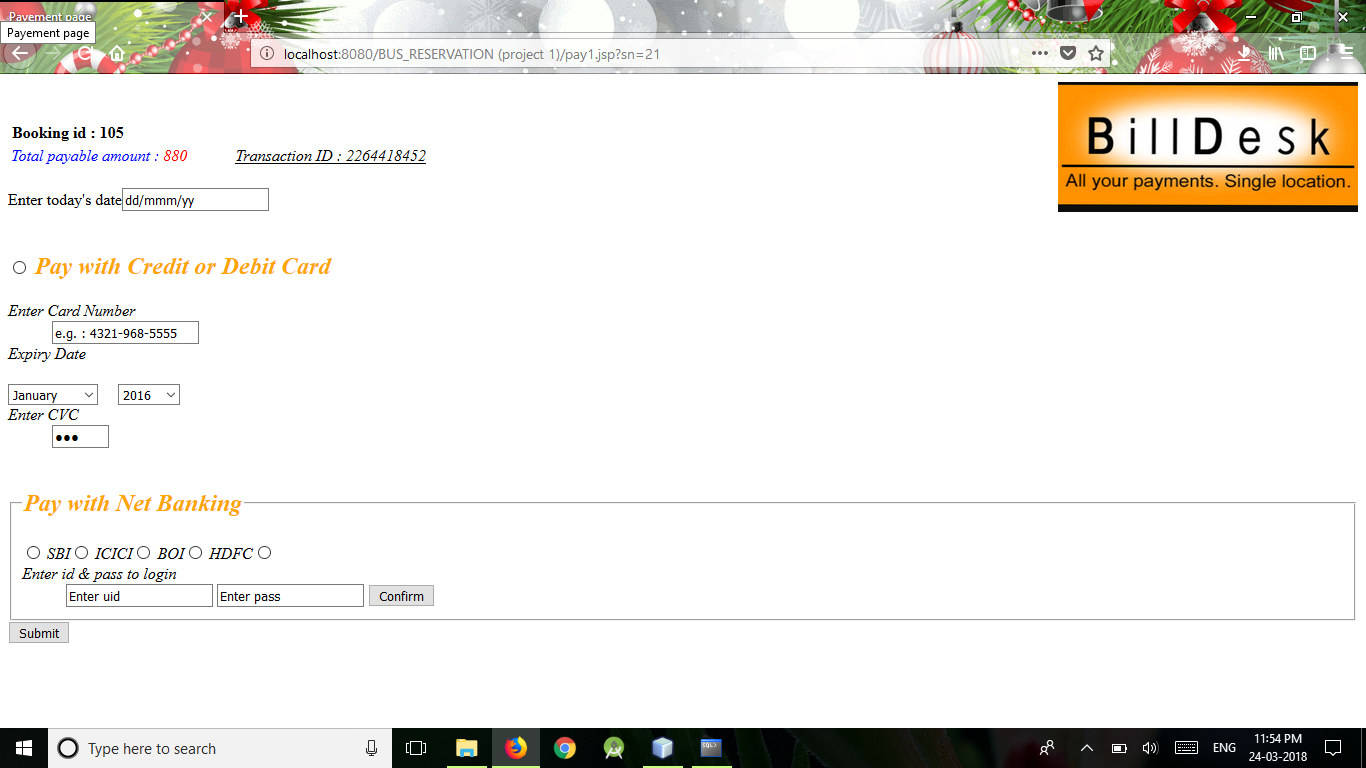 Payement page
Payement page
localhost:8080/BUS_RESERVATION (project 1)/pay1.jsp?sn=21
BillDesk
All your payments. Single location.
Booking id : 105
Total payable amount : 880 Transaction ID : 2264418452
Enter today's date dd/mmm/yy
Pay with Credit or Debit Card
Enter Card Number
e.g. : 4321-968-5555
Expiry Date
January 2016
Enter CVC
Pay with Net Banking
SBI ICICI BOI HDFC
Enter id & pass to login
Enter uid Enter pass Confirm
Submit
Type here to search
SQL>
ENG
11:54 PM
24-03-2018